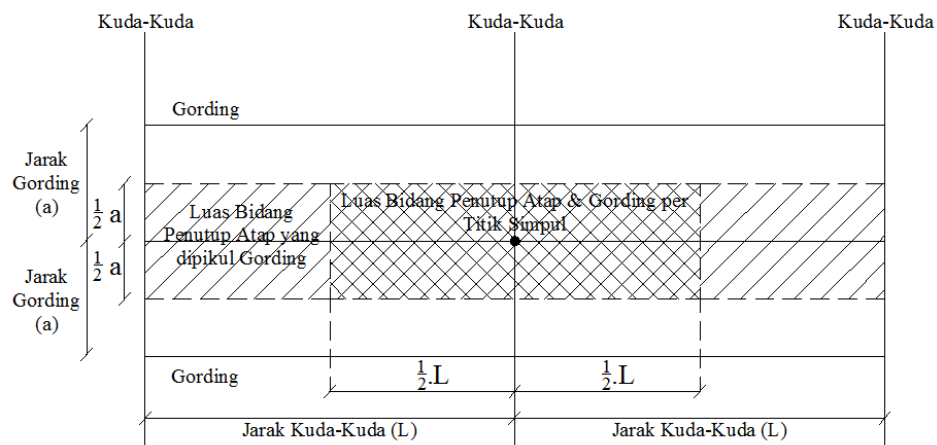 Kuda-Kuda
Kuda-Kuda
Kuda-Kuda
Gording
Jarak
Gording
(a)
1/2 a
Luas Bidang
Penutup Atap yang
dipikul Gording
Luas Bidang Penutup Atap & Gording per
Titik Simpul
1/2 a
Jarak
Gording
(a)
Gording
1/2.L
1/2.L
Jarak Kuda-Kuda (L)
Jarak Kuda-Kuda (L)